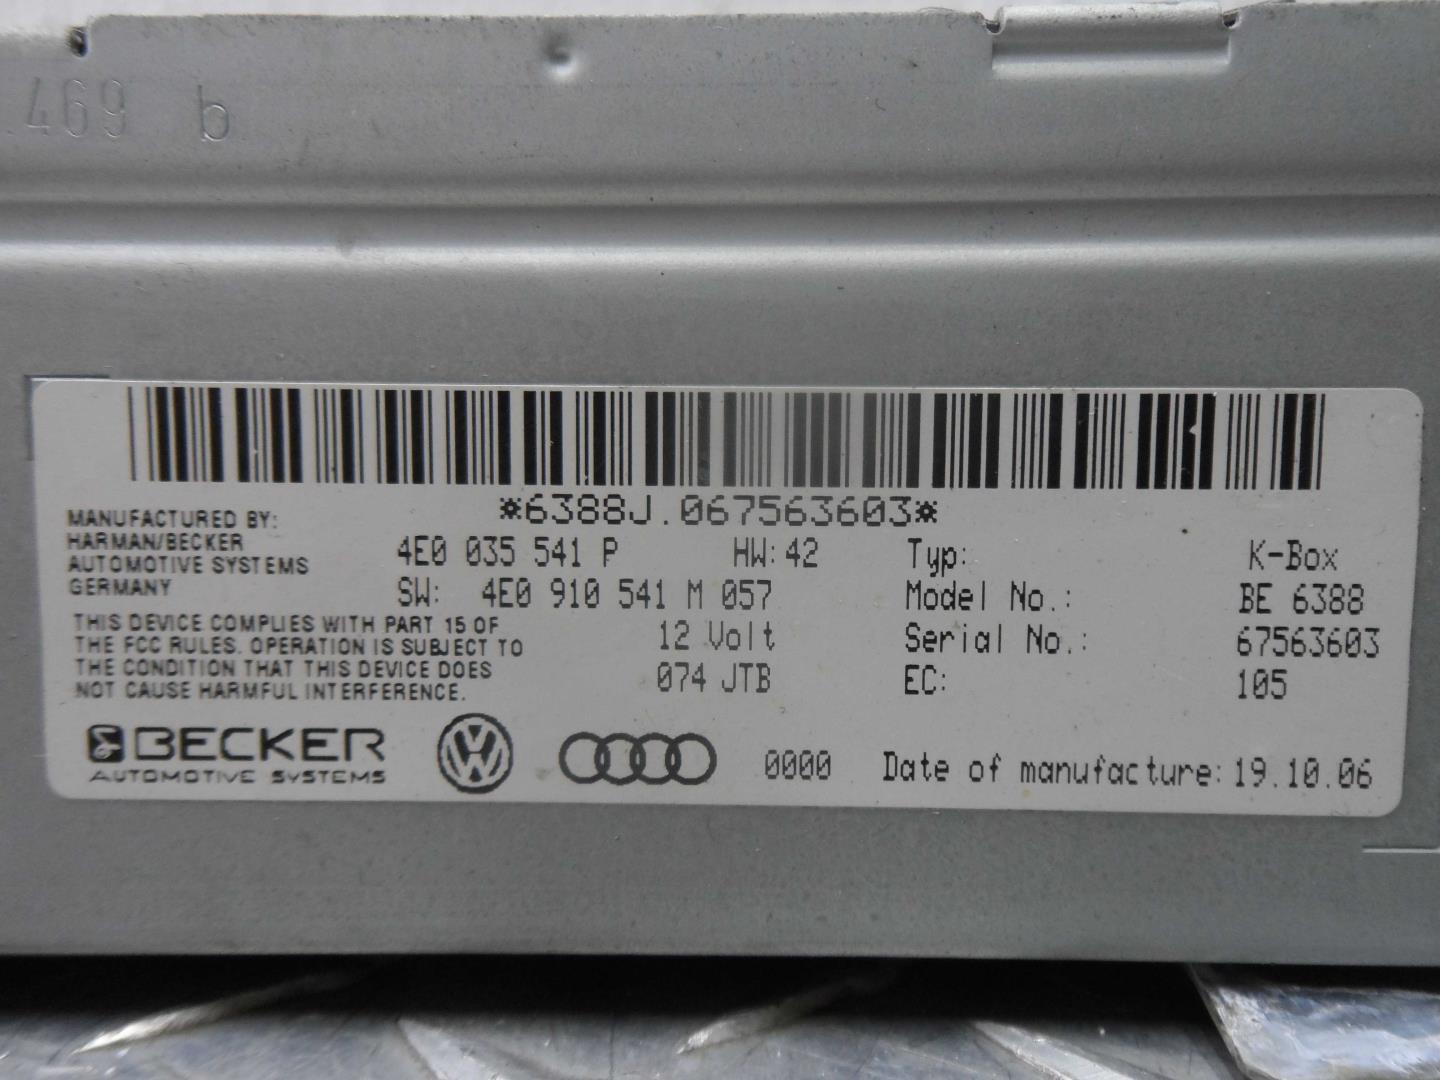 469 b
*6388J.067563603*
MANUFACTURED BY:
HARMAN/BECKER
AUTOMOTIVE SYSTEMS
GERMANY
4E0 035 541 P HW: 42
SW: 4E0 910 541 M 057
THIS DEVICE COMPLIES WITH PART 15 OF
THE FCC RULES. OPERATION IS SUBJECT TO
THE CONDITION THAT THIS DEVICE DOES
NOT CAUSE HARMFUL INTERFERENCE.
12 Volt
074 JTB
Typ: K-Box
Model No.: BE 6388
Serial No.: 67563603
EC: 105
BECKER
AUTOMOTIVE SYSTEMS
VW
0000 Date of manufacture: 19.10.06